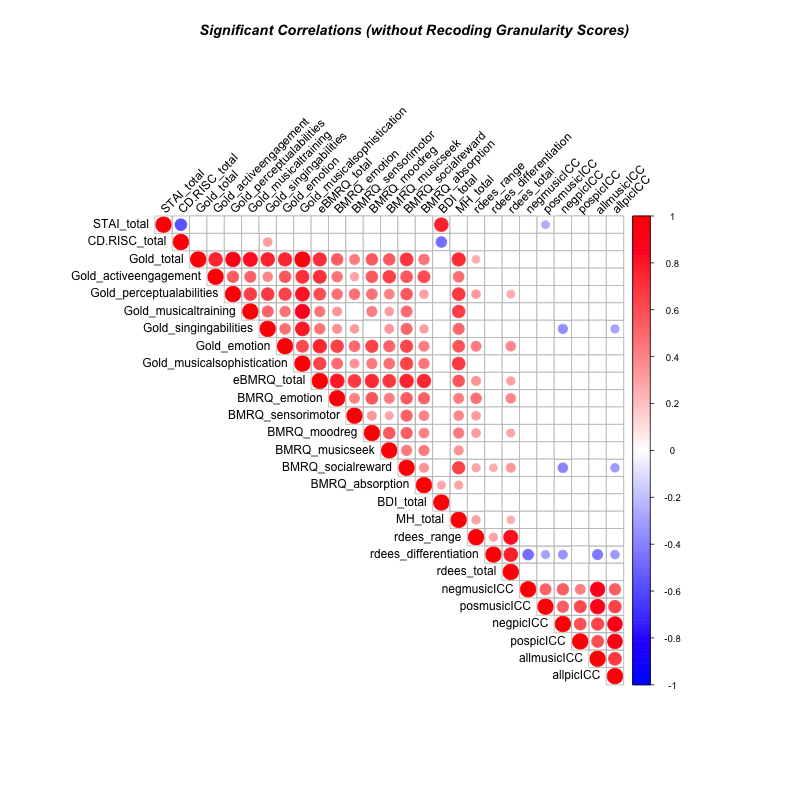 Significant Correlations (without Recoding Granularity Scores)
STAI_total
CD.RISC_total
Gold_total
Gold_activeengagement
Gold_perceptualabilities
Gold_musicaltraining
Gold_singingabilities
Gold_emotion
Gold_musicalsophistication
eBMRQ_total
BMRQ_emotion
BMRQ_sensorimotor
BMRQ_moodreg
BMRQ_musicseek
BMRQ_socialreward
BMRQ_absorption
BDI_total
MH_total
rdees_range
rdees_differentiation
rdees_total
negmusicICC
posmusicICC
negpicICC
pospicICC
allmusicICC
allpicICC
STAI_total
CD.RISC_total
Gold_total
Gold_activeengagement
Gold_perceptualabilities
Gold_musicaltraining
Gold_singingabilities
Gold_emotion
Gold_musicalsophistication
eBMRQ_total
BMRQ_emotion
BMRQ_sensorimotor
BMRQ_moodreg
BMRQ_musicseek
BMRQ_socialreward
BMRQ_absorption
BDI_total
MH_total
rdees_range
rdees_differentiation
rdees_total
negmusicICC
posmusicICC
negpicICC
pospicICC
allmusicICC
allpicICC
1
0.8
0.6
0.4
0.2
0
-0.2
-0.4
-0.6
-0.8
-1